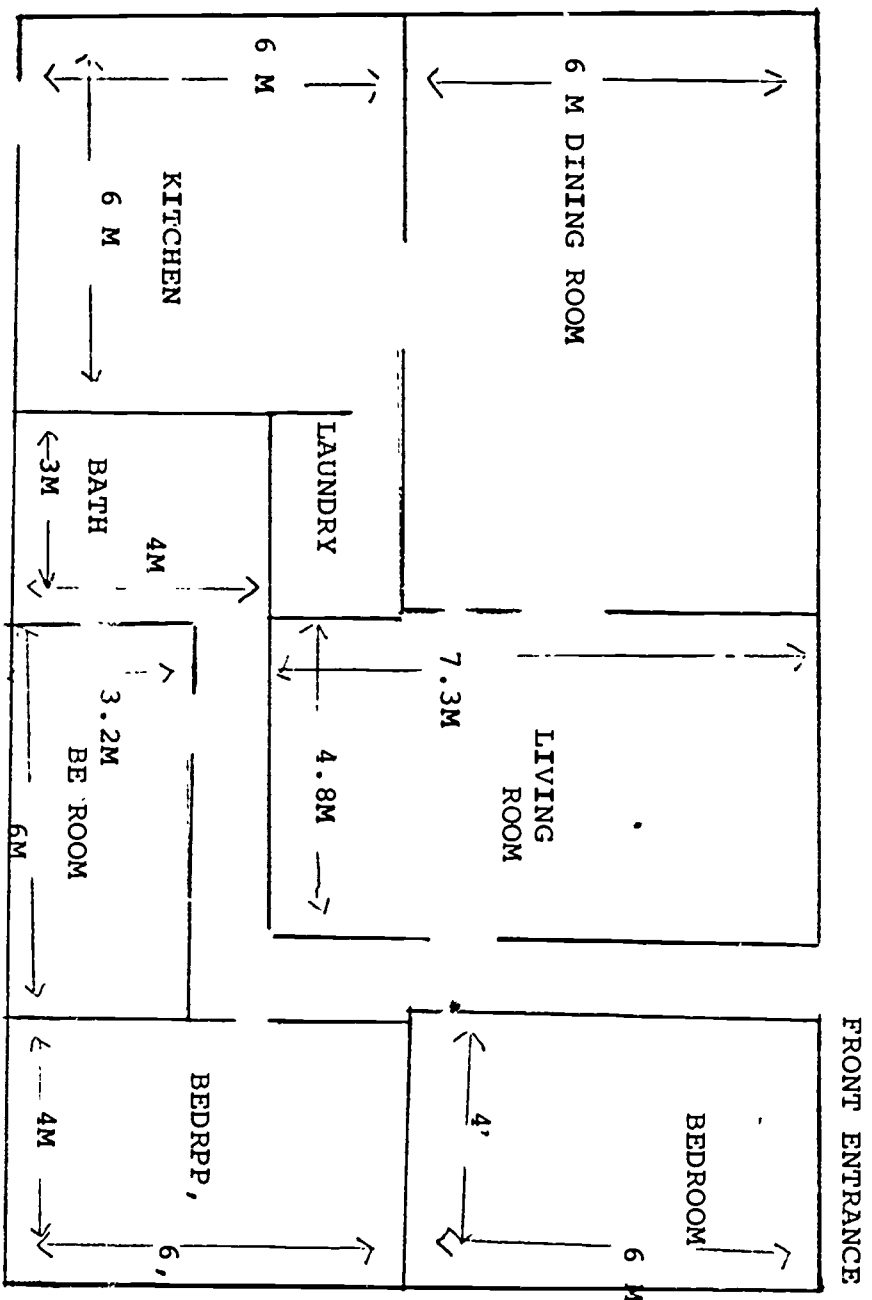 FRONT ENTRANCE
6 M DINING ROOM
LIVING
ROOM
7.3M
4.8M
BEDROOM
4'
6 M
6 M
KITCHEN
6 M
LAUNDRY
BATH
3M
4M
3.2M
BE ROOM
6M
BEDRPP,
4M
6'